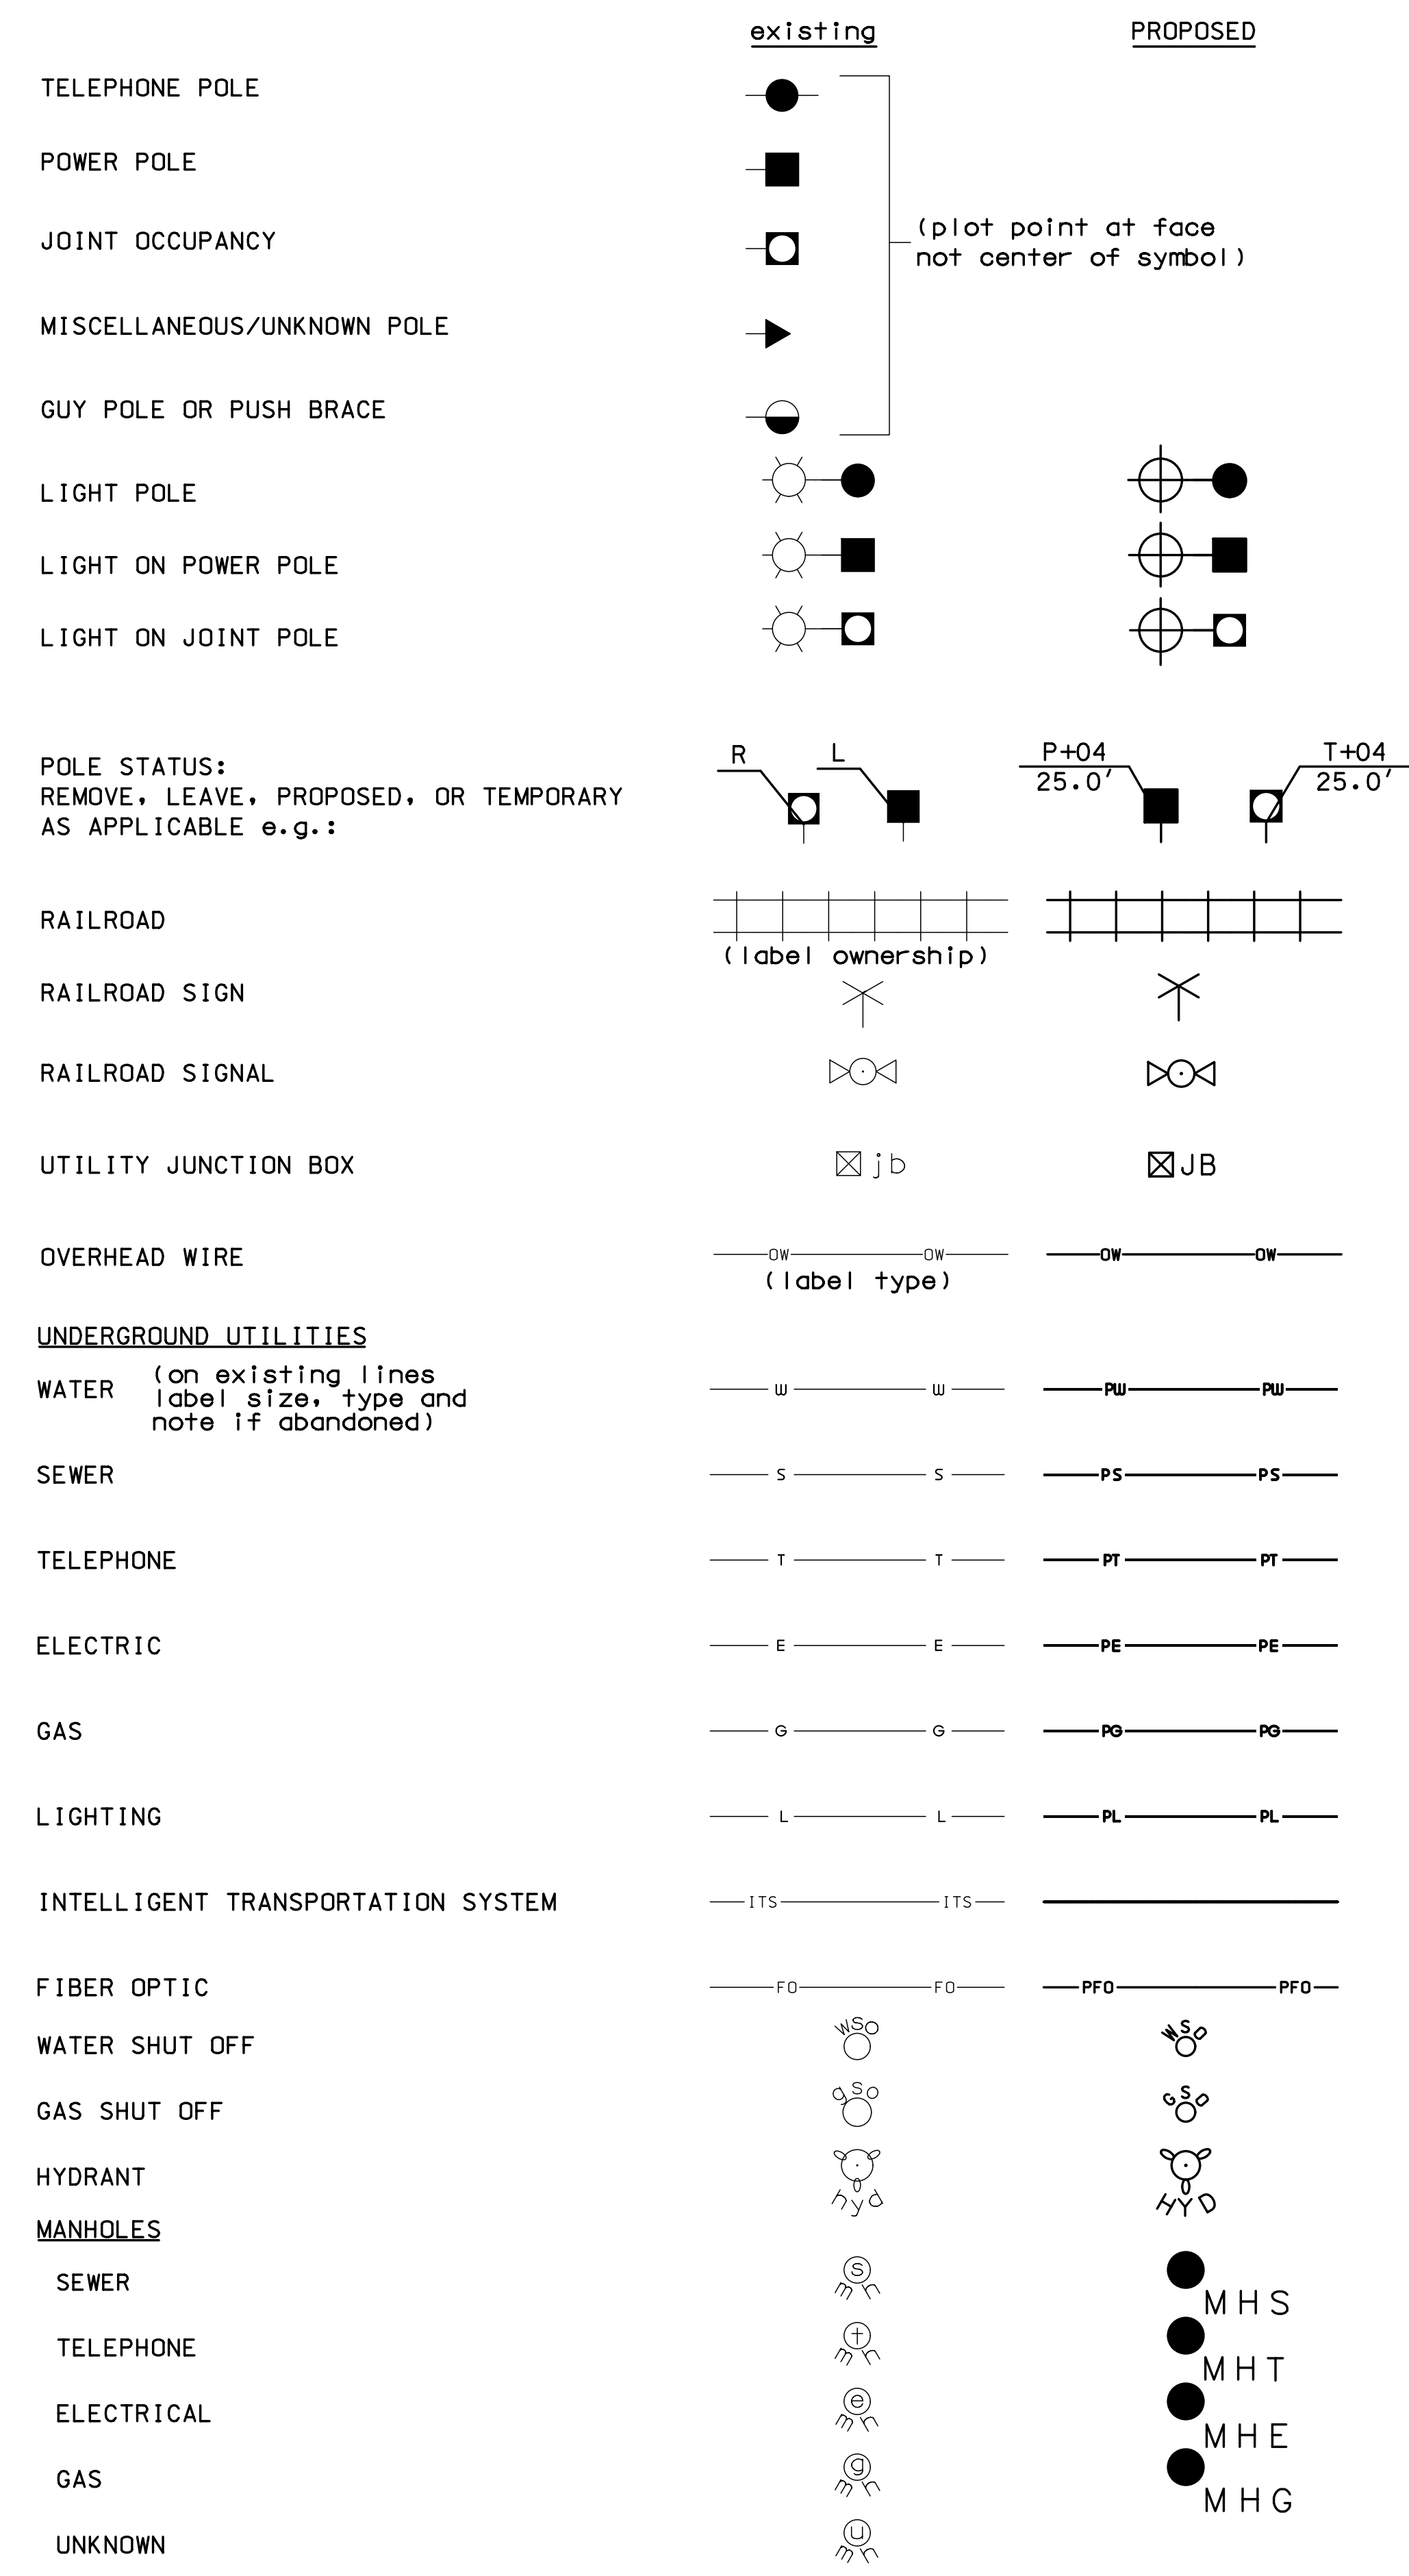 existing PROPOSED
TELEPHONE POLE
POWER POLE
(plot point at face
JOINT OCCUPANCY
not center of symbol)
MISCELLANEOUS/UNKNOWN POLE
GUY POLE OR PUSH BRACE
LIGHT POLE
LIGHT ON POWER POLE
LIGHT ON JOINT POLE
R L P+04 T+04
POLE STATUS: 25.0' 25.0'
REMOVE, LEAVE, PROPOSED, OR TEMPORARY
AS APPLICABLE e.g.:
RAILROAD
(label ownership)
RAILROAD SIGN
RAILROAD SIGNAL
UTILITY JUNCTION BOX jb JB
OVERHEAD WIRE OW OW OW OW
(label type)
UNDERGROUND UTILITIES
(on existing lines
WATER label size, type and W W PW PW
note if abandoned)
SEWER S S PS PS
TELEPHONE T T PT PT
ELECTRIC E E PE PE
GAS G G PG PG
LIGHTING L L PL PL
INTELLIGENT TRANSPORTATION SYSTEM ITS ITS
FIBER OPTIC FO FO PFO PFO
WATER SHUT OFF wso WSO
GAS SHUT OFF gso GSO
HYDRANT hyd HYD
MANHOLES
SEWER s mh MHS
TELEPHONE t mh MHT
ELECTRICAL e mh MHE
GAS g mh MHG
UNKNOWN u mh